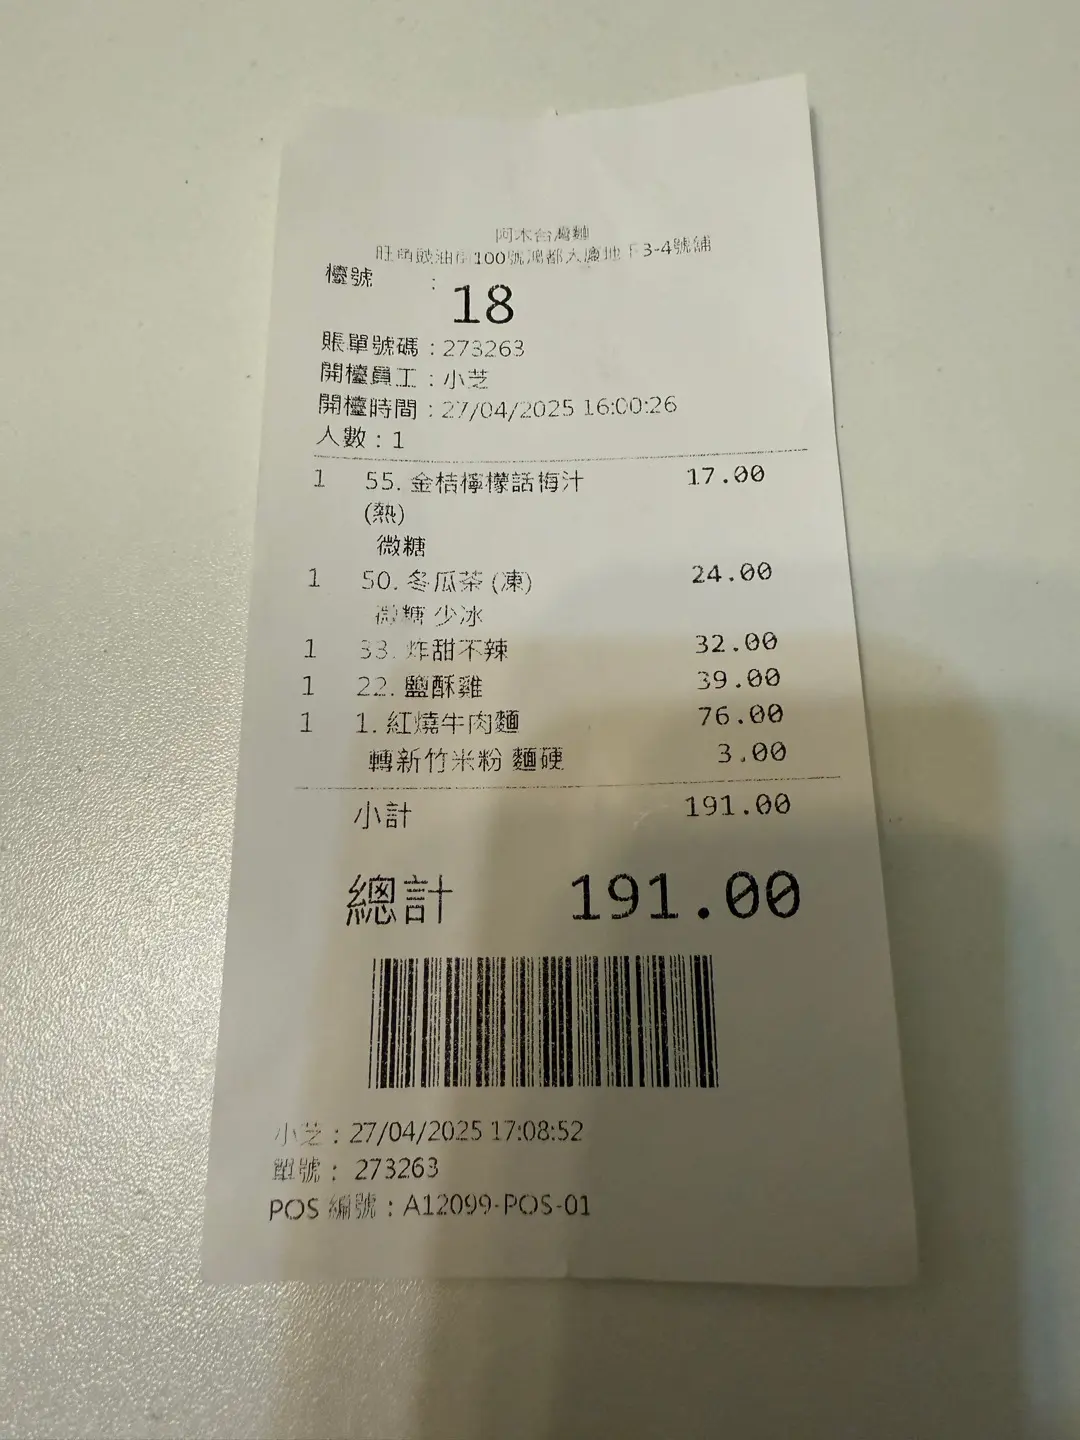 阿木台灣麵
旺角豉油街100號鴻都大廈地下3-4號舖
檯號 : 18
賬單號碼 : 273263
開檯員工 : 小芝
開檯時間 : 27/04/2025 16:00:26
人數 : 1
1 55. 金桔檸檬話梅汁 17.00
(熱)
微糖
1 50. 冬瓜茶 (凍) 24.00
微糖 少冰
1 33. 炸甜不辣 32.00
1 22. 鹽酥雞 39.00
1 1. 紅燒牛肉麵 76.00
轉新竹米粉 麵硬 3.00
小計 191.00
總計 191.00
小芝 : 27/04/2025 17:08:52
單號 : 273263
POS 編號 : A12099-POS-01